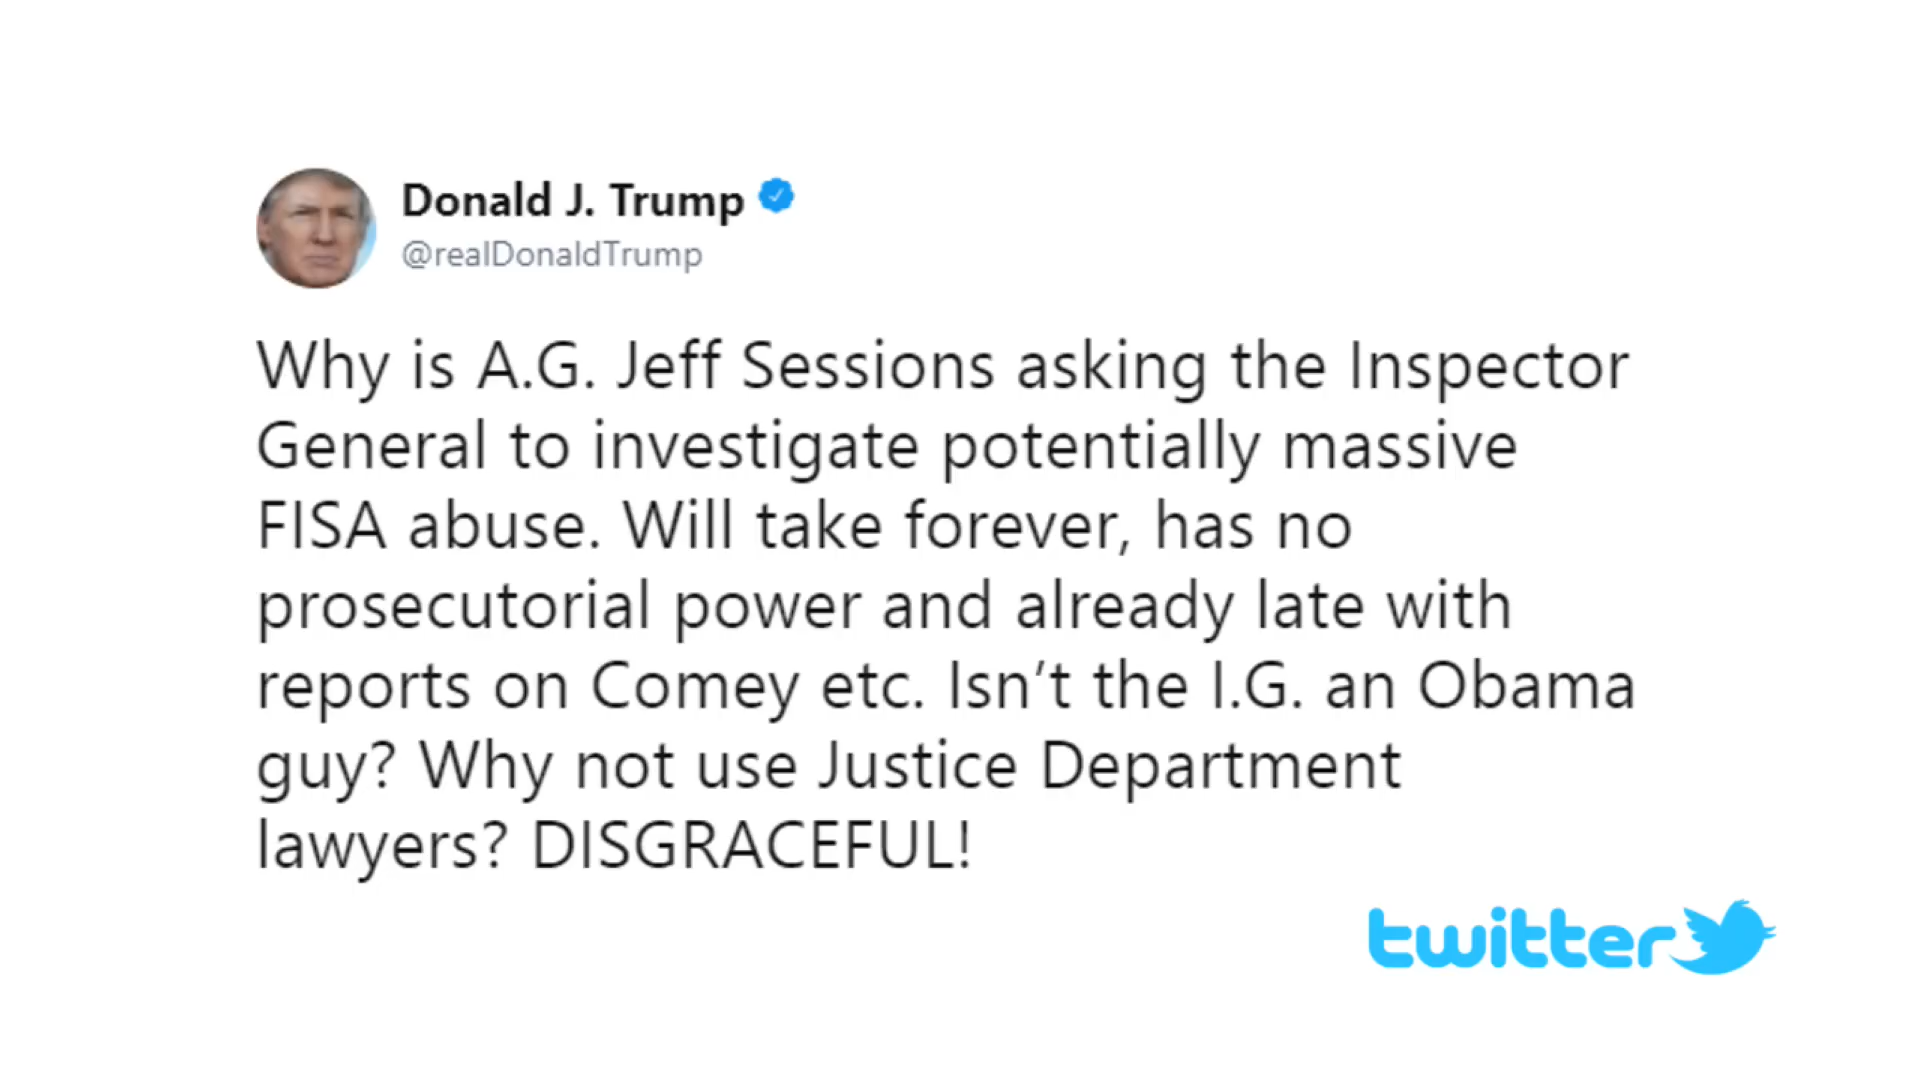 Donald J. Trump
@realDonaldTrump
Why is A.G. Jeff Sessions asking the Inspector
General to investigate potentially massive
FISA abuse. Will take forever, has no
prosecutorial power and already late with
reports on Comey etc. Isn’t the I.G. an Obama
guy? Why not use Justice Department
lawyers? DISGRACEFUL!
twitter